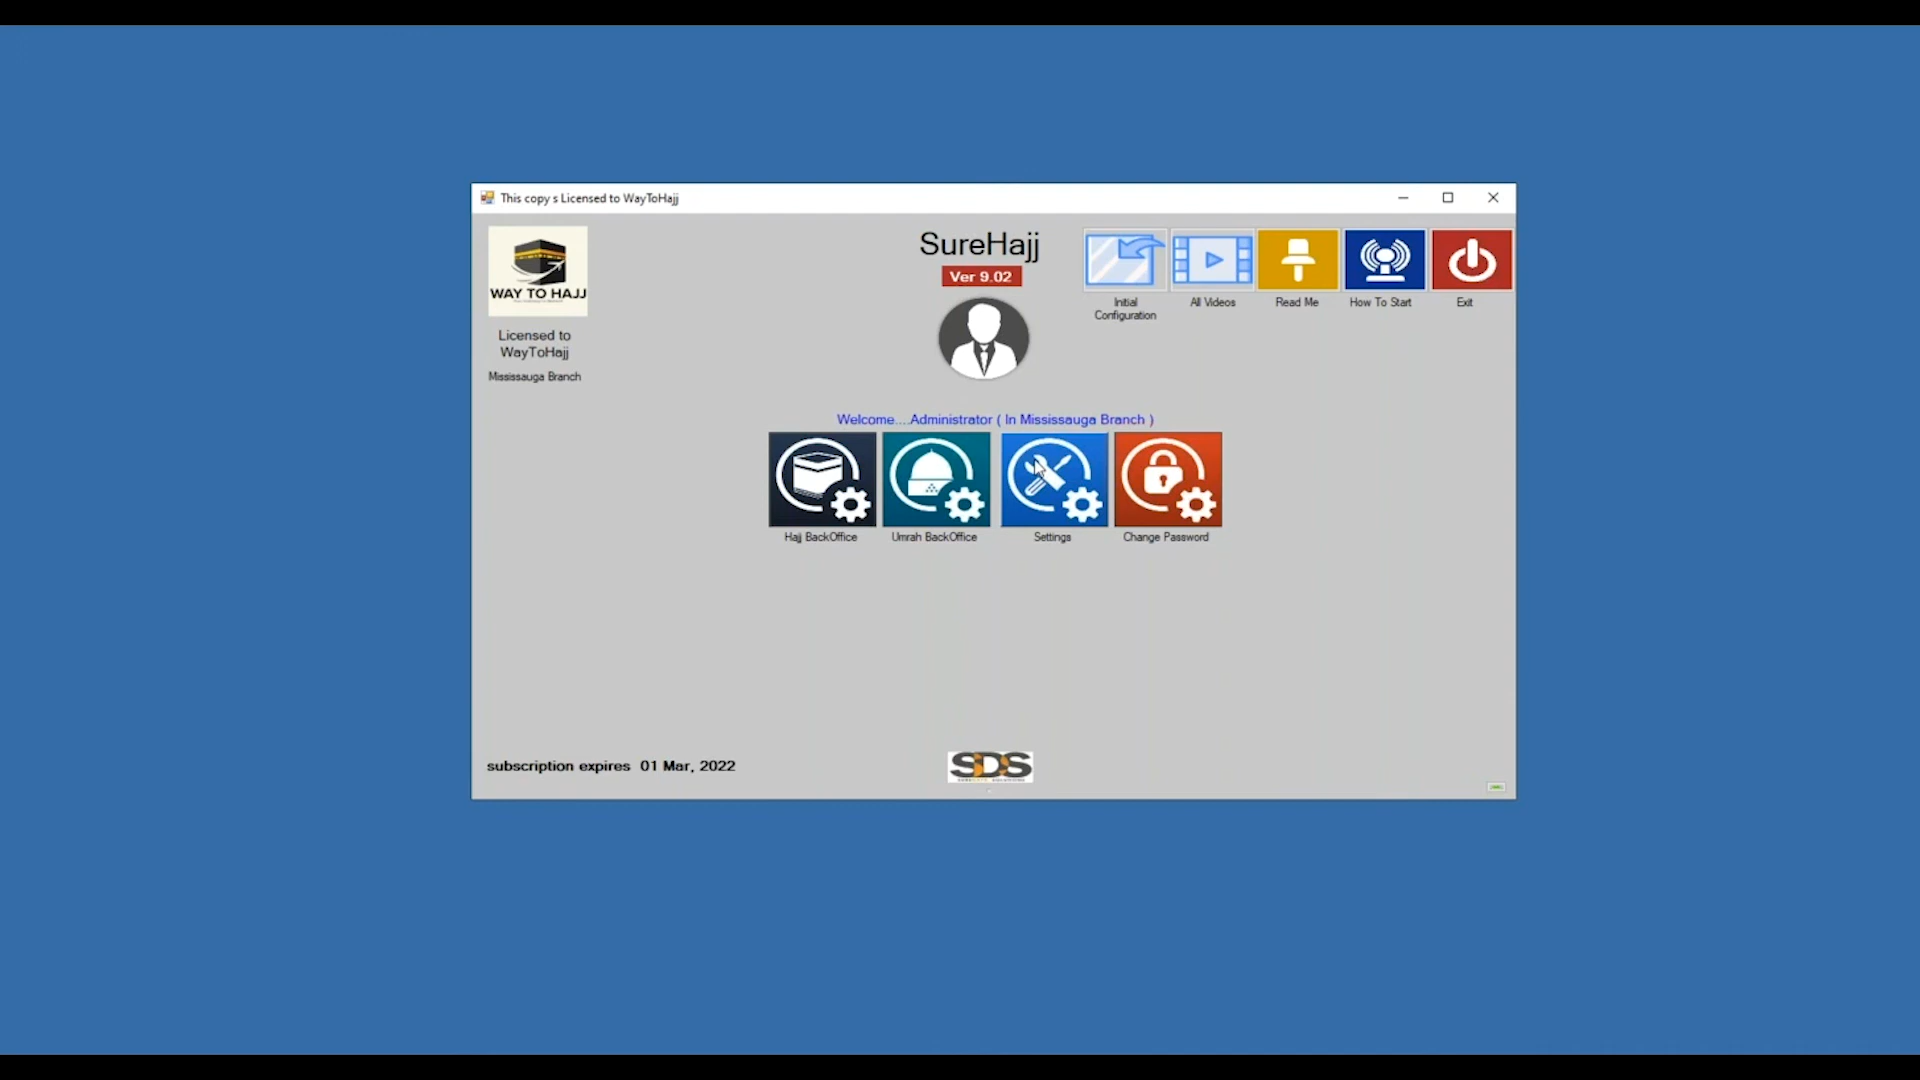 This copy s Licensed to WayToHajj
WAY TO HAJJ
Licensed to
WayToHajj
Mississauga Branch
SureHajj
Ver 9.02
Initial
Configuration
All Videos
Read Me
How To Start
Exit
Welcome....Administrator ( In Mississauga Branch )
Hajj BackOffice
Umrah BackOffice
Settings
Change Password
subscription expires 01 Mar, 2022
SDS